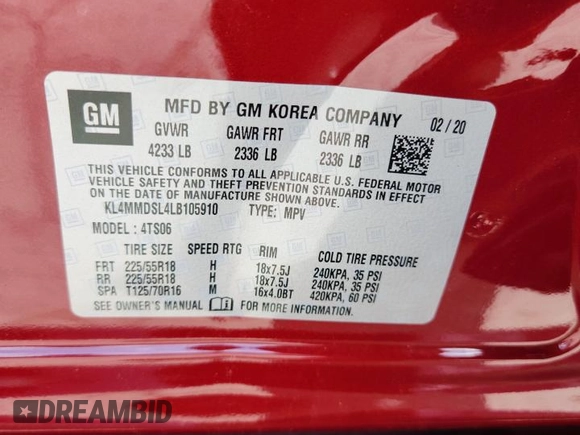 GM
MFD BY GM KOREA COMPANY 02/20
GVWR GAWR FRT GAWR RR
4233 LB 2336 LB 2336 LB
THIS VEHICLE CONFORMS TO ALL APPLICABLE U.S. FEDERAL MOTOR
VEHICLE SAFETY AND THEFT PREVENTION STANDARDS IN EFFECT
ON THE DATE OF MANUFACTURE SHOWN ABOVE.
KL4MMDSL4LB105910 TYPE: MPV
MODEL: 4TS06
TIRE SIZE SPEED RTG RIM COLD TIRE PRESSURE
FRT 225/55R18 H 18x7.5J 240KPA, 35 PSI
RR 225/55R18 H 18x7.5J 240KPA, 35 PSI
SPA T125/70R16 M 16x4.0BT 420KPA, 60 PSI
SEE OWNER'S MANUAL FOR MORE INFORMATION.
DREAMBID